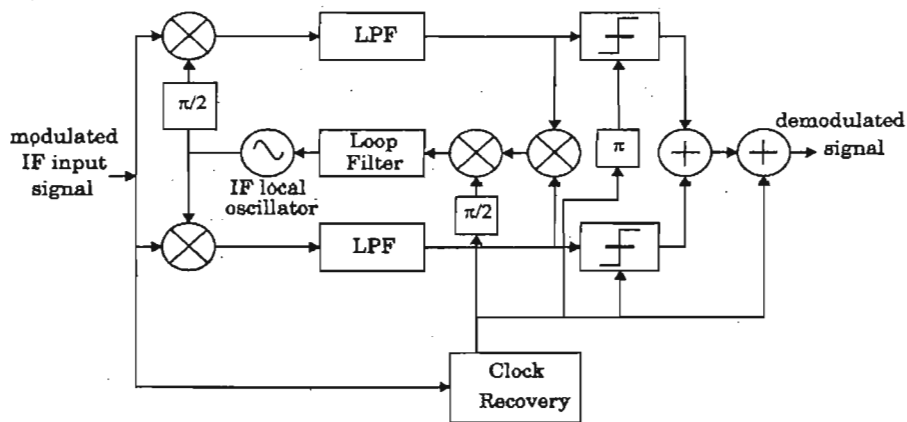 LPF
π/2
π
modulated
IF input
signal
Loop
Filter
demodulated
signal
IF local
oscillator
π/2
LPF
Clock
Recovery